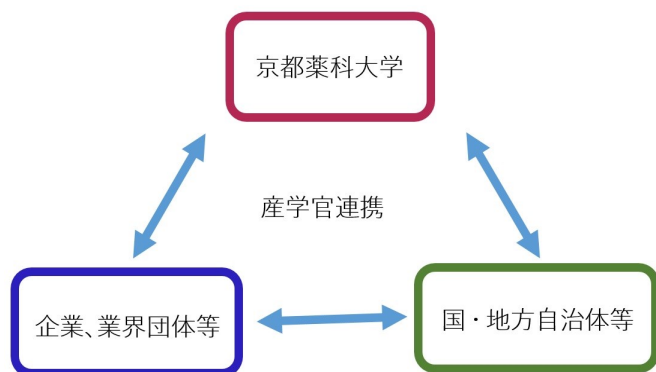 京都薬科大学
産学官連携
企業、業界団体等
国・地方自治体等